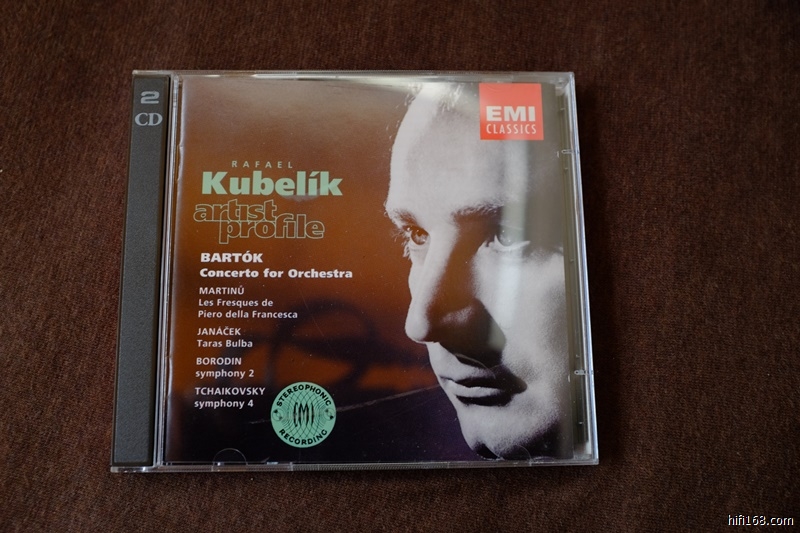 2
CD
EMI
CLASSICS
RAFAEL
Kubelík
artist
profile
BARTÓK
Concerto for Orchestra
MARTINŮ
Les Fresques de
Piero della Francesca
JANÁČEK
Taras Bulba
BORODIN
symphony 2
TCHAIKOVSKY
symphony 4
STEREOPHONIC
EMI
RECORDING
hifi168.com